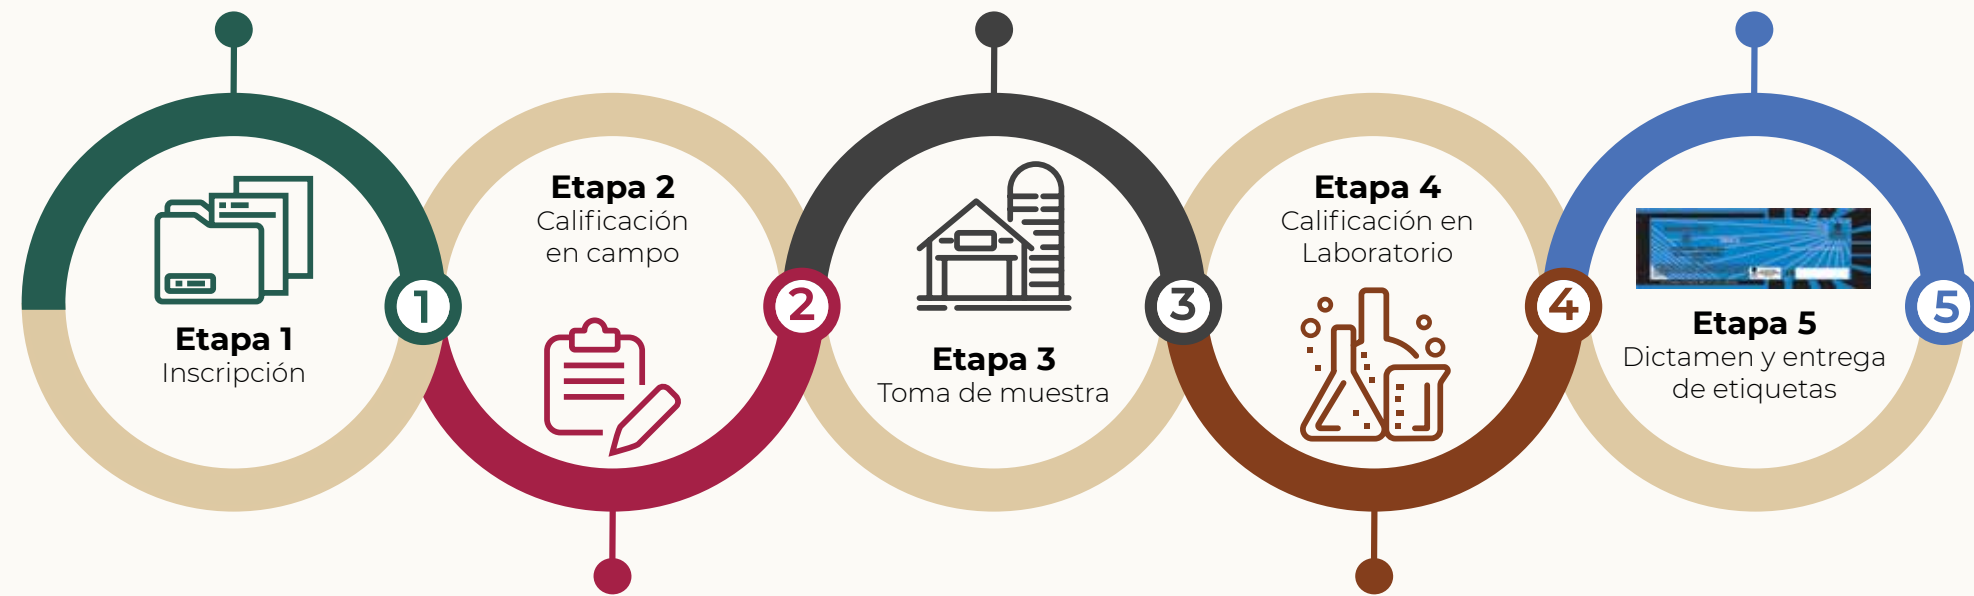 Etapa 1
Inscripción
1
Etapa 2
Calificación
en campo
2
Etapa 3
Toma de muestra
3
Etapa 4
Calificación en
Laboratorio
4
Etapa 5
Dictamen y entrega
de etiquetas
5